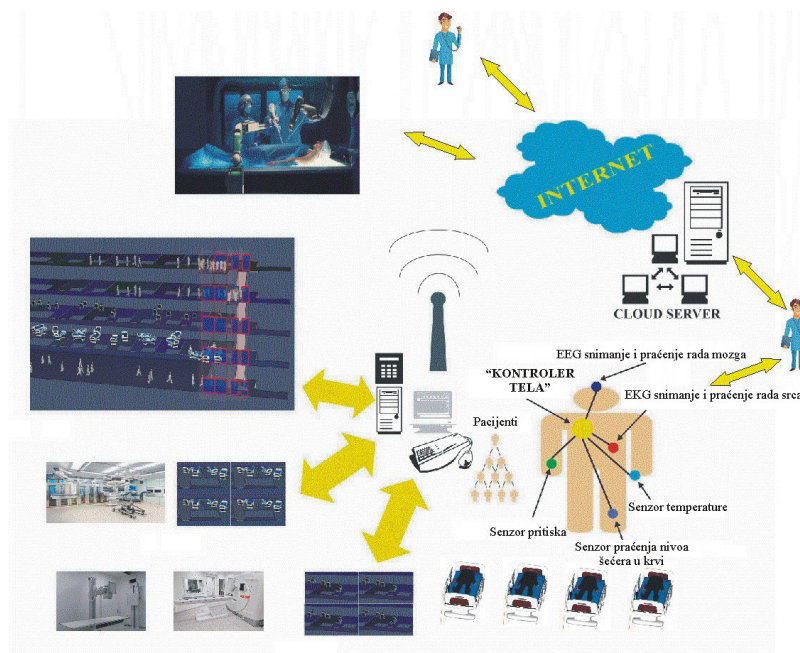 INTERNET
CLOUD SERVER
EEG snimanje i praćenje rada mozga
“KONTROLER
TELA”
EKG snimanje i praćenje rada srca
Pacijenti
Senzor temperature
Senzor pritiska
Senzor praćenja nivoa
šećera u krvi